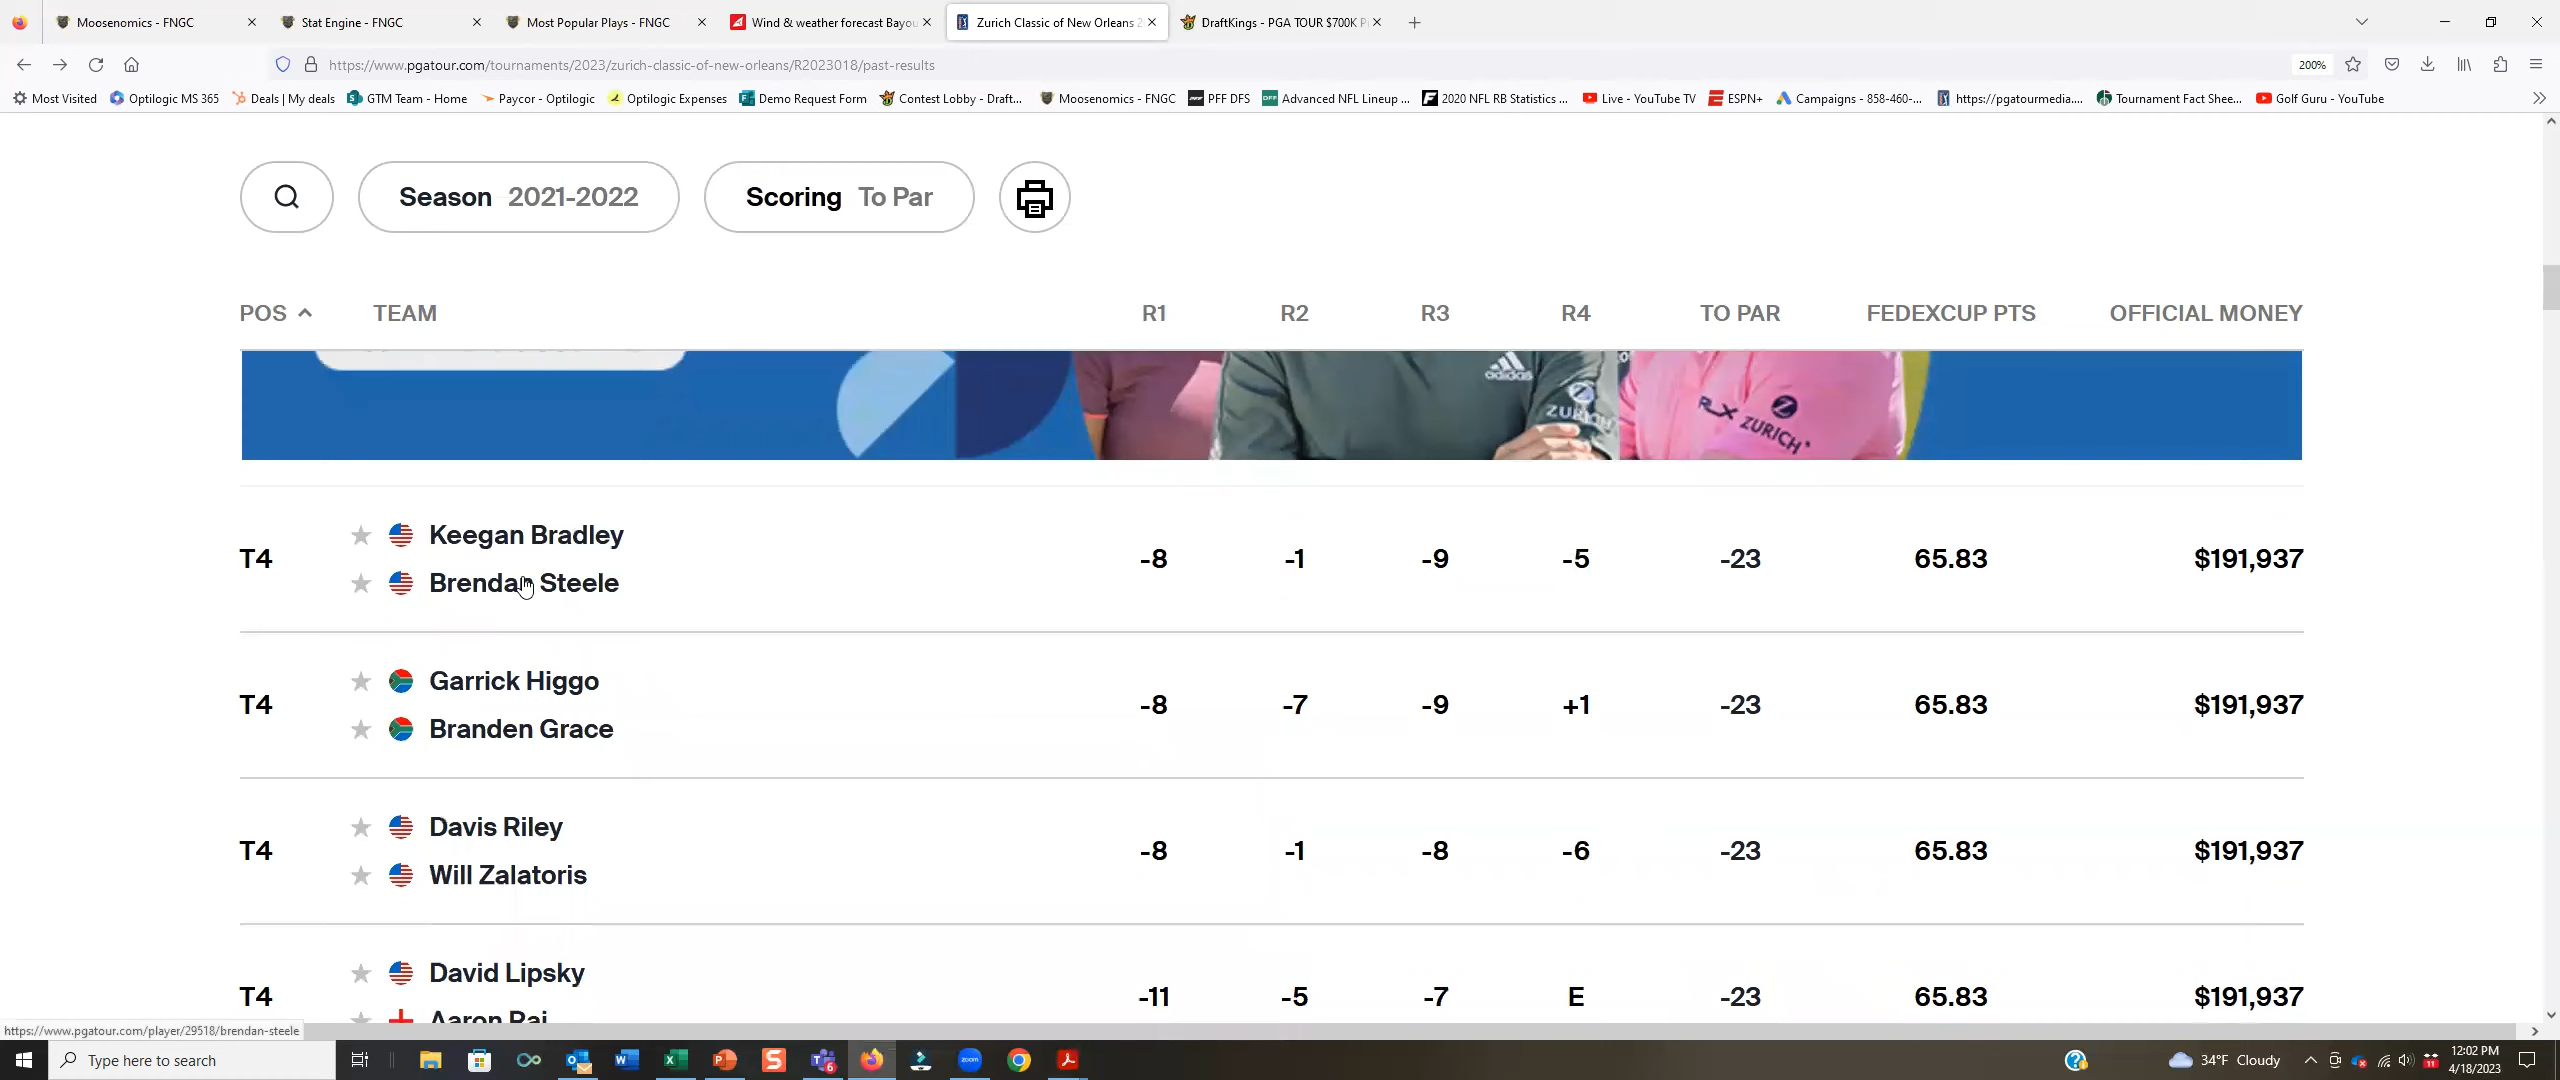 Moosenomics - FNGC
Stat Engine - FNGC
Most Popular Plays - FNGC
Wind & weather forecast Bayou
Zurich Classic of New Orleans 2
DraftKings - PGA TOUR $700K P
https://www.pgatour.com/tournaments/2023/zurich-classic-of-new-orleans/R2023018/past-results
200%
Most Visited
Optilogic MS 365
Deals | My deals
GTM Team - Home
Paycor - Optilogic
Optilogic Expenses
Demo Request Form
Contest Lobby - Draft...
Moosenomics - FNGC
PFF DFS
Advanced NFL Lineup ...
2020 NFL RB Statistics ...
Live - YouTube TV
ESPN+
Campaigns - 858-460-...
https://pgatourmedia....
Tournament Fact Shee...
Golf Guru - YouTube
Season 2021-2022
Scoring To Par
POS TEAM R1 R2 R3 R4 TO PAR FEDEXCUP PTS OFFICIAL MONEY
adidas
ZURICH
RLX ZURICH
T4 Keegan Bradley -8 -1 -9 -5 -23 65.83 $191,937
Brendan Steele
T4 Garrick Higgo -8 -7 -9 +1 -23 65.83 $191,937
Branden Grace
T4 Davis Riley -8 -1 -8 -6 -23 65.83 $191,937
Will Zalatoris
T4 David Lipsky -11 -5 -7 E -23 65.83 $191,937
Aaron Rai
https://www.pgatour.com/player/29518/brendan-steele
Type here to search
34°F Cloudy
12:02 PM
4/18/2023